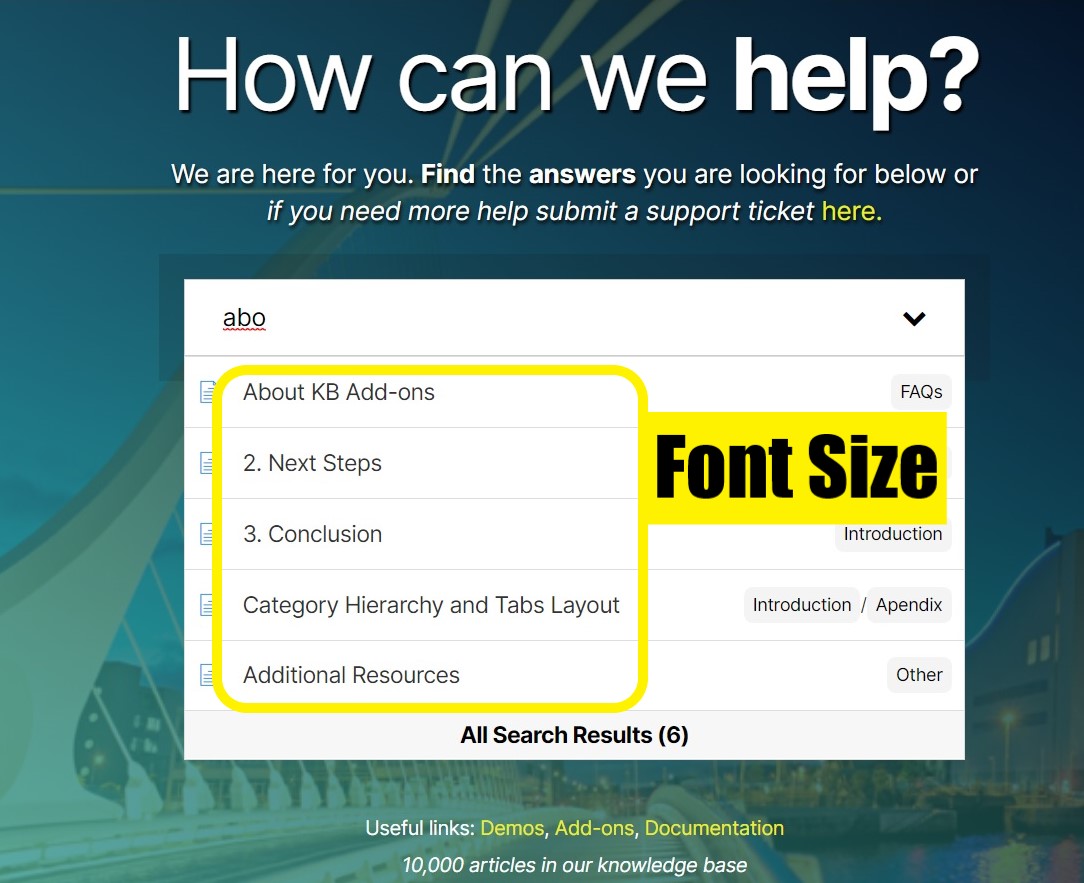 How can we help?
We are here for you. Find the answers you are looking for below or
if you need more help submit a support ticket here.
abo
About KB Add-ons FAQs
2. Next Steps
Font Size
3. Conclusion Introduction
Category Hierarchy and Tabs Layout Introduction / Apendix
Additional Resources Other
All Search Results (6)
Useful links: Demos, Add-ons, Documentation
10,000 articles in our knowledge base